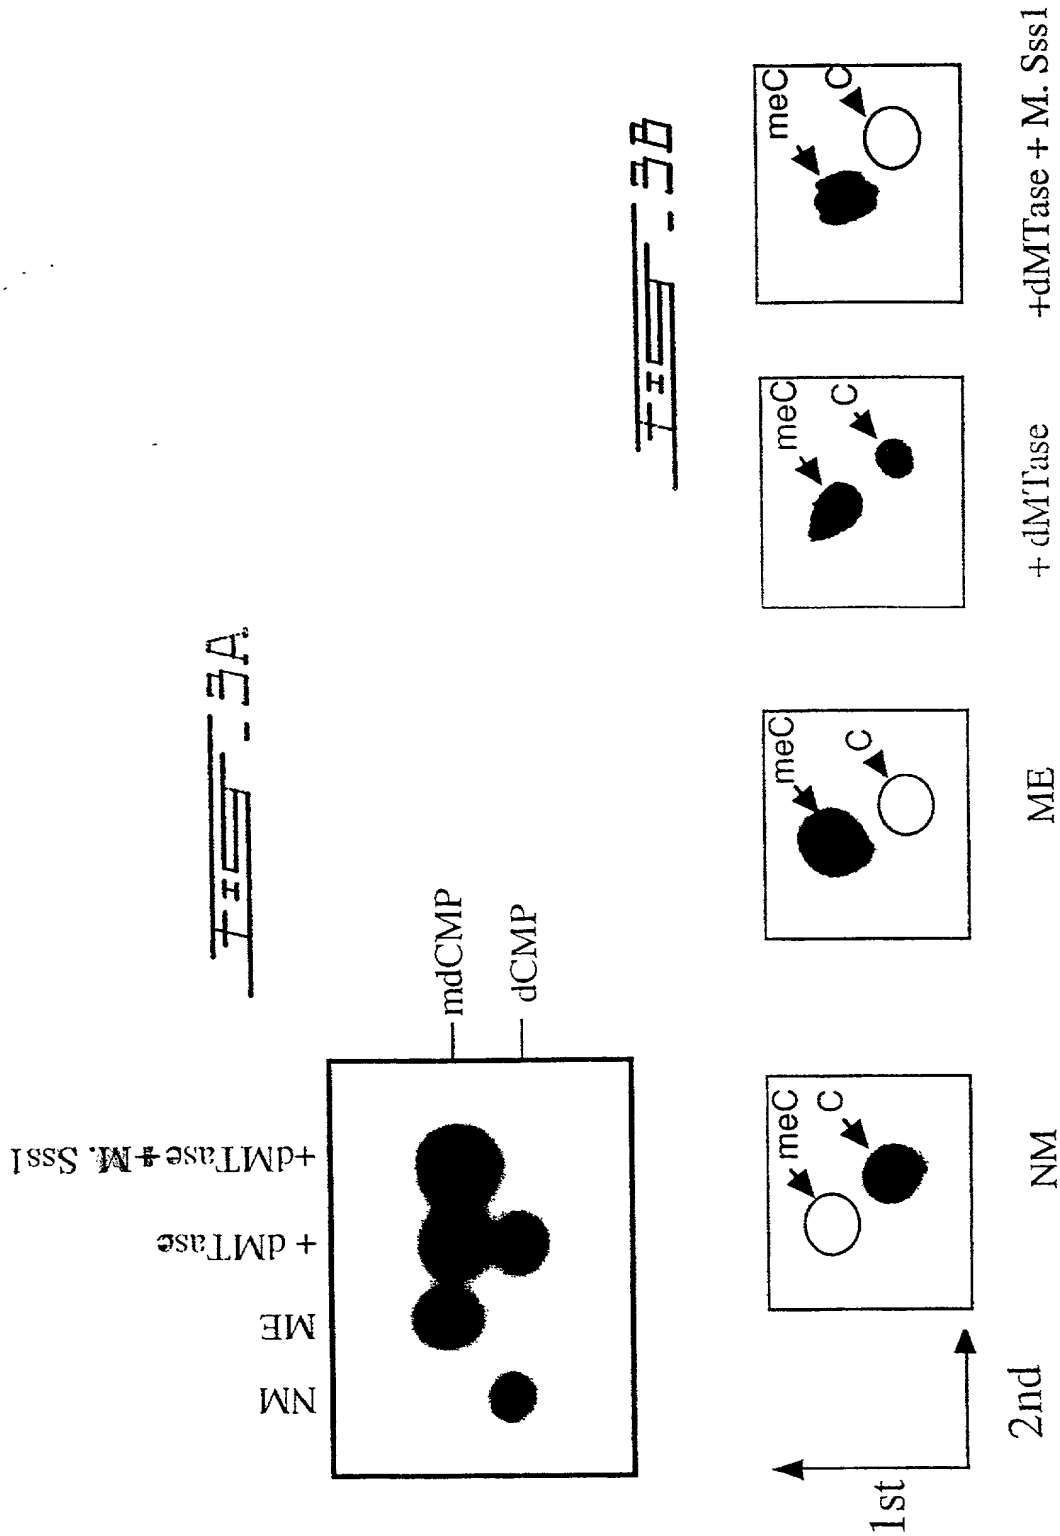 FIG - 3A
NM
ME
+ dMTase
+dMTase + M. Sss1
mdCMP
dCMP
FIG - 3B
meC
C
meC
C
meC
C
meC
C
1st
2nd
NM
ME
+ dMTase
+dMTase + M. Sss1